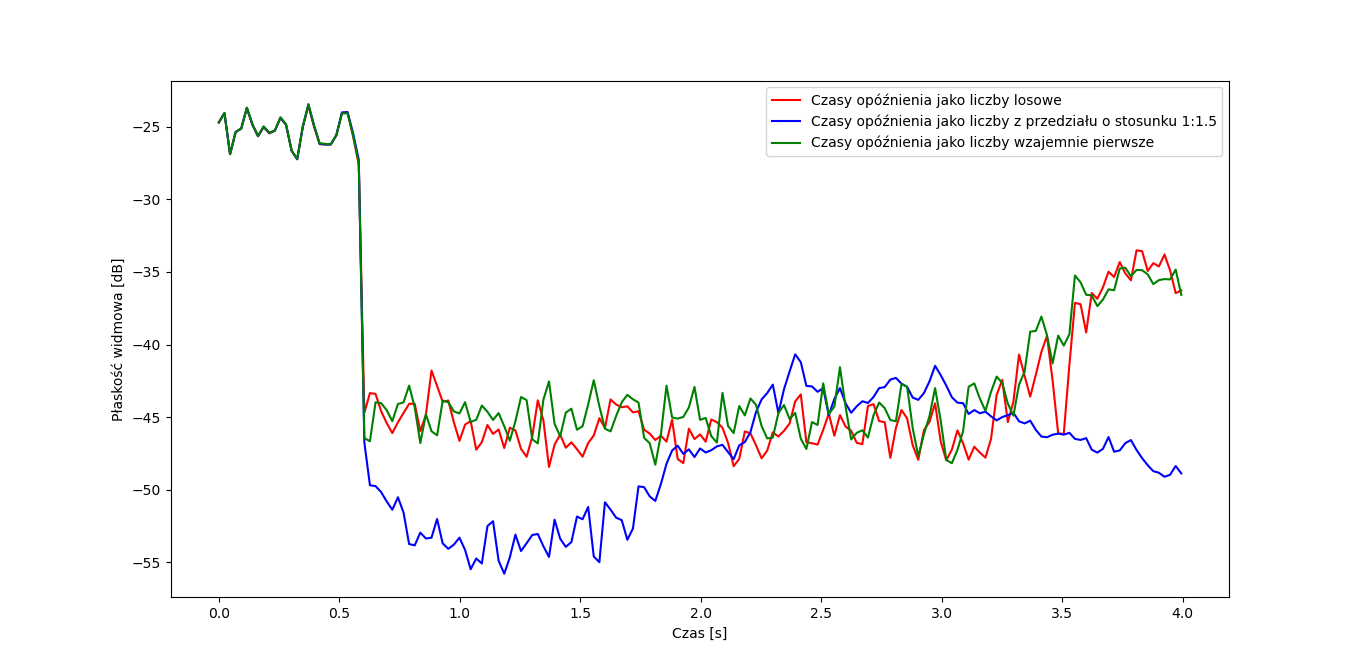 Czasy opóźnienia jako liczby losowe
Czasy opóźnienia jako liczby z przedziału o stosunku 1:1.5
Czasy opóźnienia jako liczby wzajemnie pierwsze
Płaskość widmowa [dB]
−25
−30
−35
−40
−45
−50
−55
0.0 0.5 1.0 1.5 2.0 2.5 3.0 3.5 4.0
Czas [s]